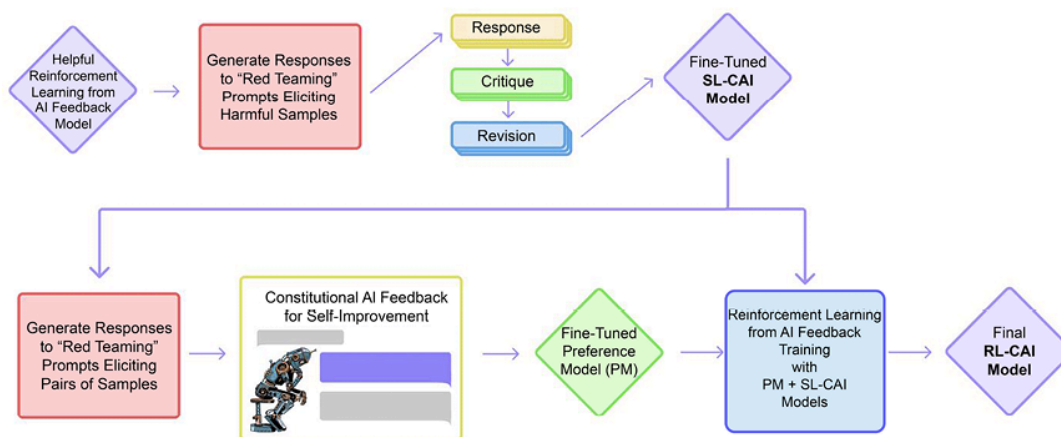 Helpful
Reinforcement
Learning from
AI Feedback
Model
Generate Responses
to “Red Teaming”
Prompts Eliciting
Harmful Samples
Response
Critique
Revision
Fine-Tuned
SL-CAI
Model
Generate Responses
to “Red Teaming”
Prompts Eliciting
Pairs of Samples
Constitutional AI Feedback
for Self-Improvement
Fine-Tuned
Preference
Model (PM)
Reinforcement Learning
from AI Feedback
Training
with
PM + SL-CAI
Models
Final
RL-CAI
Model